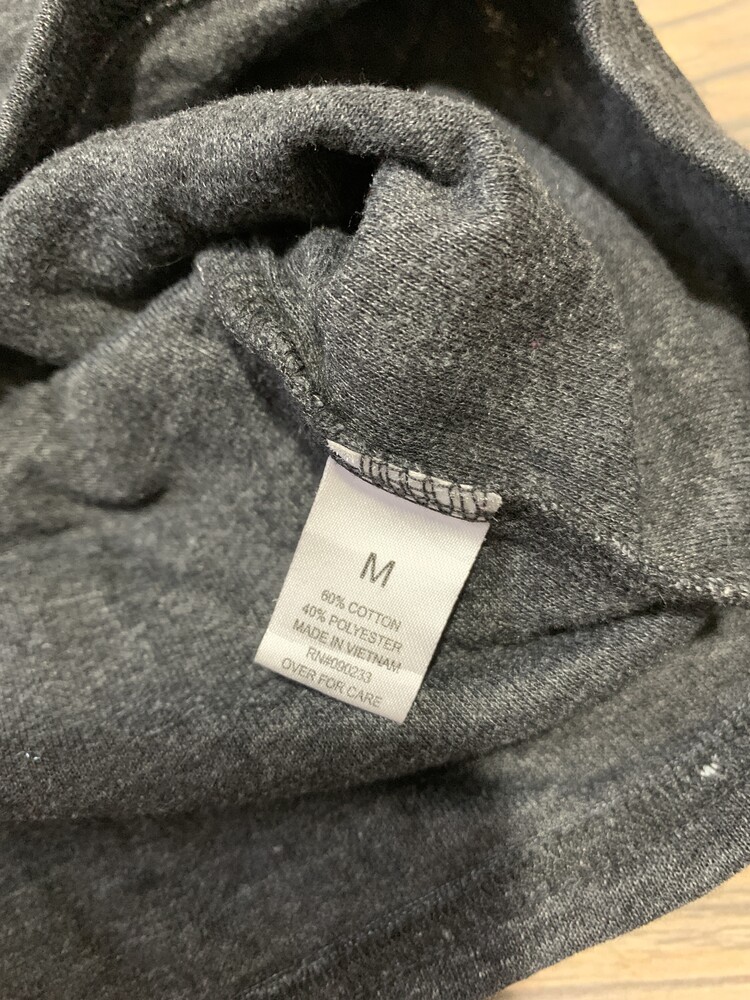 M
60% COTTON
40% POLYESTER
MADE IN VIETNAM
RN#090233
OVER FOR CARE